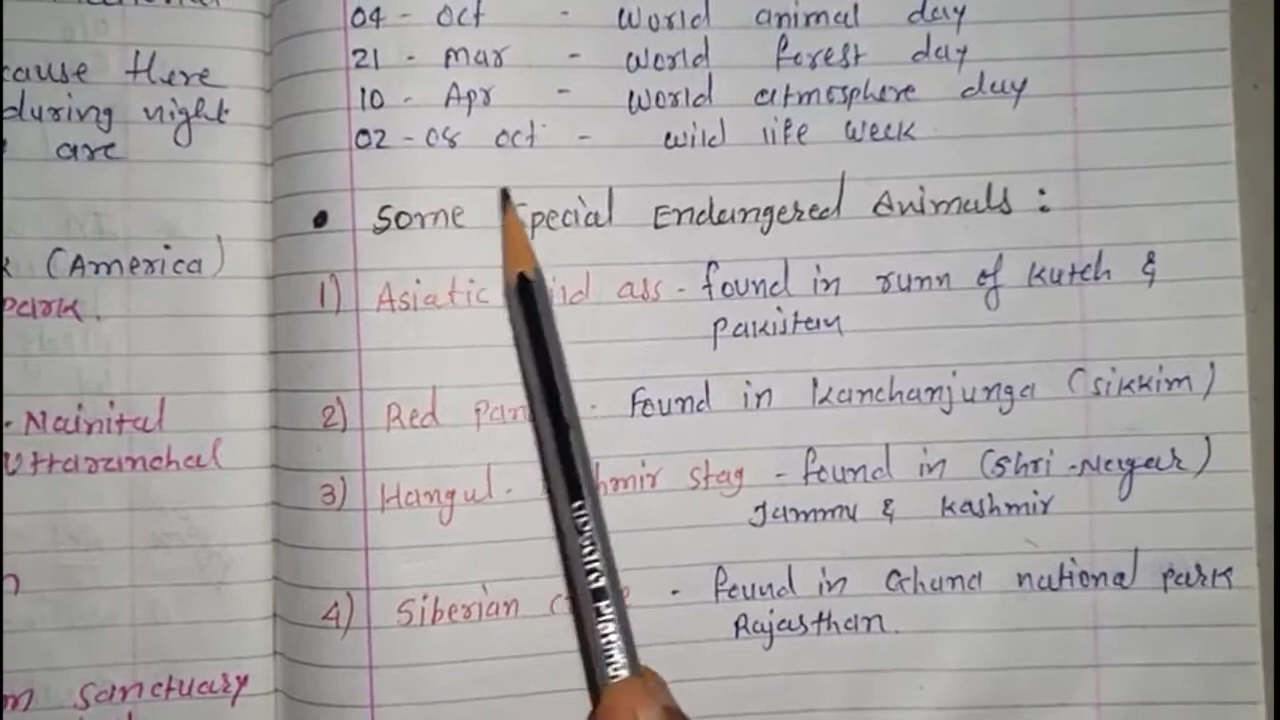 cause there
during night
are
(America)
park.
. Nainital
Uttaranchal
sanctuary
04 - Oct - World animal day
21 - Mar - World forest day
10 - Apr - World atmosphere day
02 - 08 oct - wild life week
• Some Special Endangered Animals :
1) Asiatic ild ass - found in runn of Kutch &
Pakistan
2) Red pan - Found in Kanchanjunga (Sikkim)
3) Hangul - hmir stag - found in (Shri - Nagar)
Jammu & Kashmir
4) Siberian - found in Ghana national park
Rajasthan.